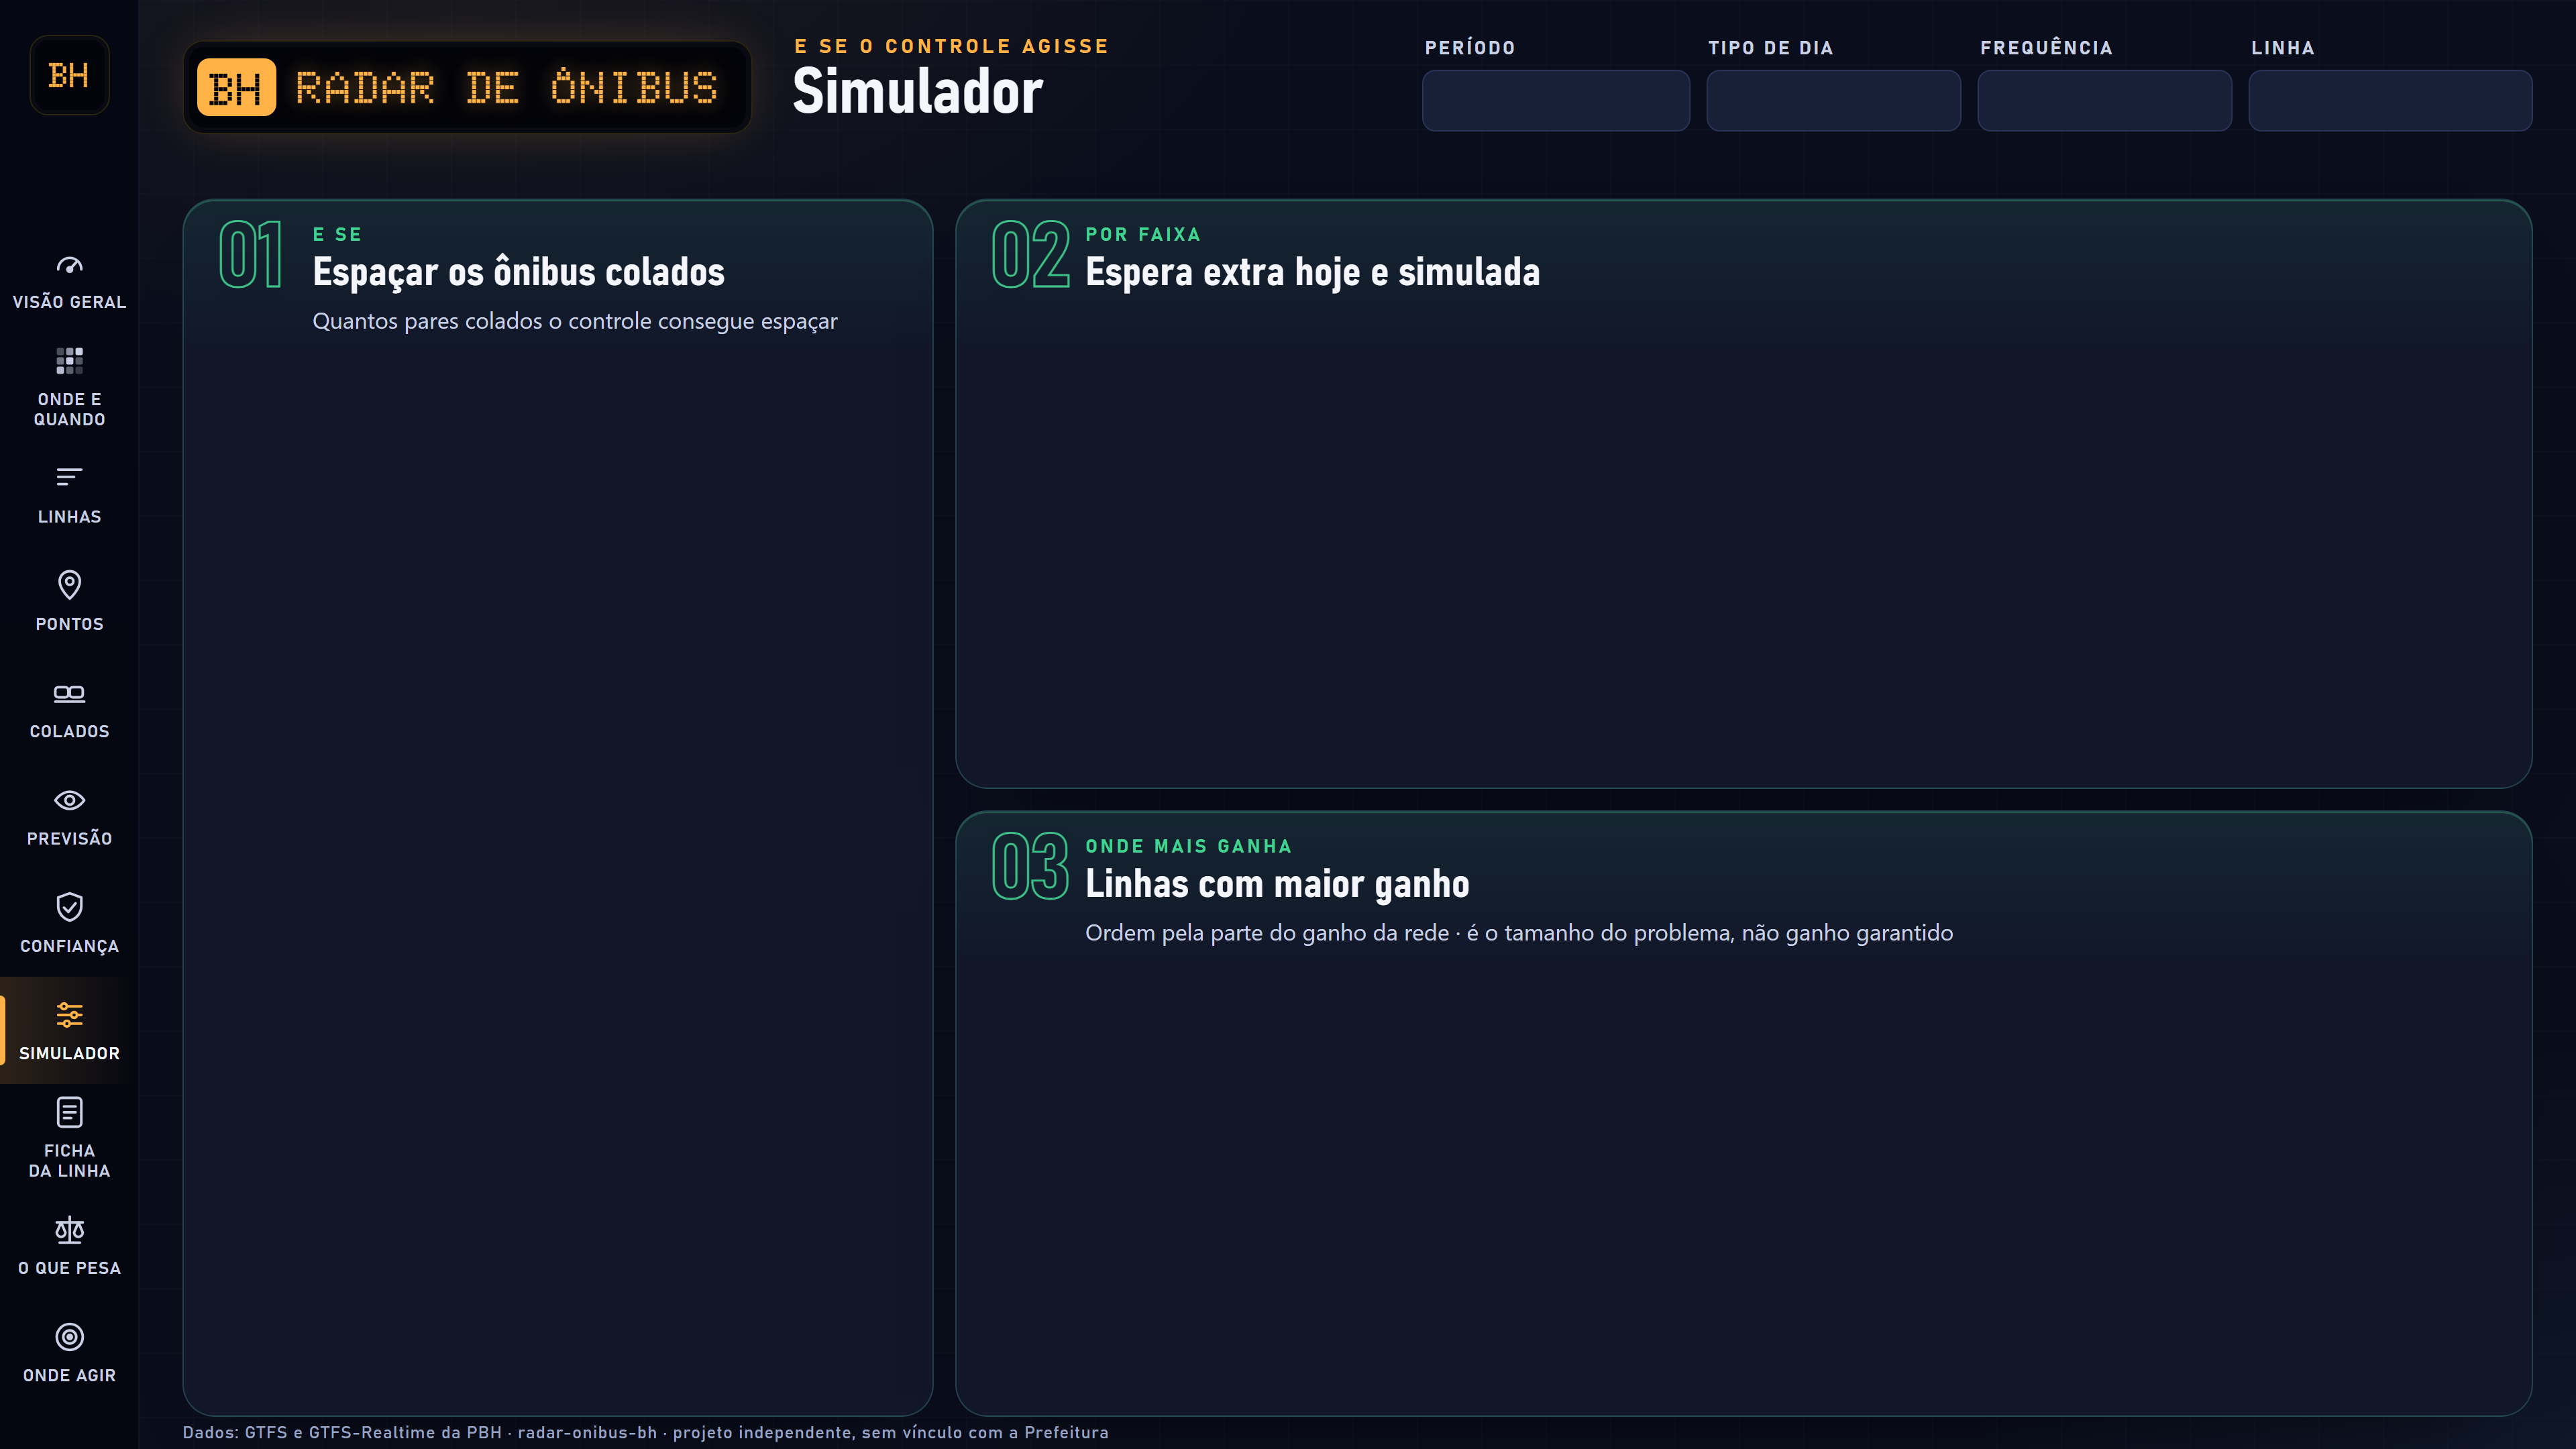 BH
BH RADAR DE ÔNIBUS
E SE O CONTROLE AGISSE
Simulador
PERÍODO
TIPO DE DIA
FREQUÊNCIA
LINHA
VISÃO GERAL
ONDE E
QUANDO
LINHAS
PONTOS
COLADOS
PREVISÃO
CONFIANÇA
SIMULADOR
FICHA
DA LINHA
O QUE PESA
ONDE AGIR
01
E SE
Espaçar os ônibus colados
Quantos pares colados o controle consegue espaçar
02
POR FAIXA
Espera extra hoje e simulada
03
ONDE MAIS GANHA
Linhas com maior ganho
Ordem pela parte do ganho da rede · é o tamanho do problema, não ganho garantido
Dados: GTFS e GTFS-Realtime da PBH · radar-onibus-bh · projeto independente, sem vínculo com a Prefeitura